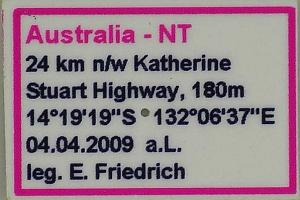 Australia - NT
24 km n/w Katherine
Stuart Highway, 180m
14°19'19"S 132°06'37"E
04.04.2009 a.L.
leg. E. Friedrich